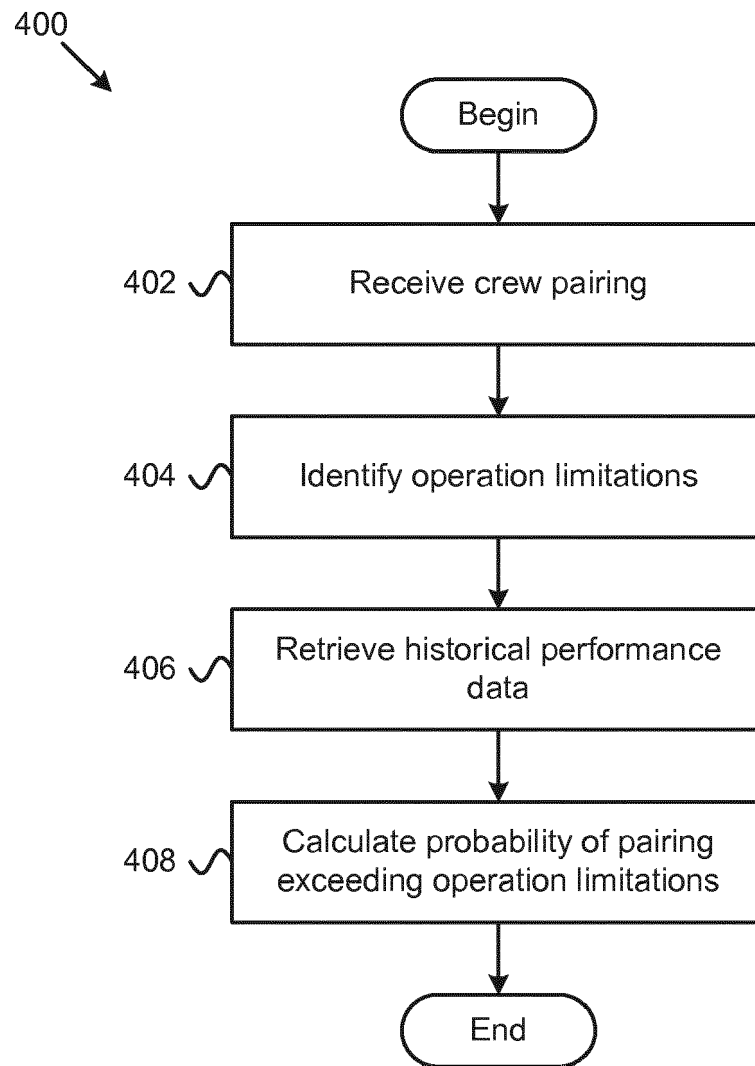 400
Begin
402
Receive crew pairing
404
Identify operation limitations
406
Retrieve historical performance
data
408
Calculate probability of pairing
exceeding operation limitations
End